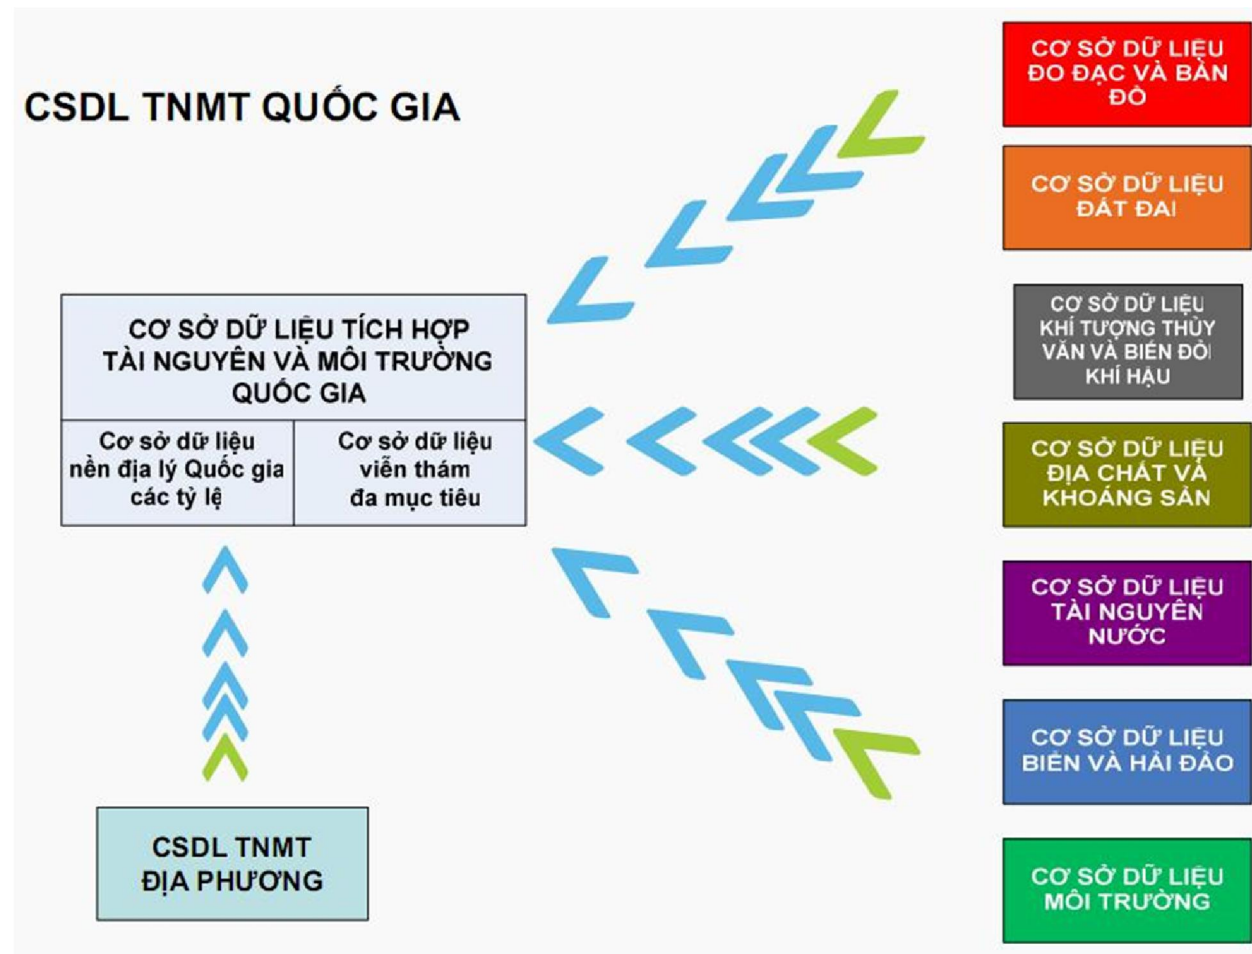 CSDL TNMT QUỐC GIA
CƠ SỞ DỮ LIỆU TÍCH HỢP
TÀI NGUYÊN VÀ MÔI TRƯỜNG
QUỐC GIA
Cơ sở dữ liệu
nền địa lý Quốc gia
các tỷ lệ
Cơ sở dữ liệu
viễn thám
đa mục tiêu
CSDL TNMT
ĐỊA PHƯƠNG
CƠ SỞ DỮ LIỆU
ĐO ĐẠC VÀ BẢN
ĐỒ
CƠ SỞ DỮ LIỆU
ĐẤT ĐAI
CƠ SỞ DỮ LIỆU
KHÍ TƯỢNG THỦY
VĂN VÀ BIẾN ĐỔI
KHÍ HẬU
CƠ SỞ DỮ LIỆU
ĐỊA CHẤT VÀ
KHOÁNG SẢN
CƠ SỞ DỮ LIỆU
TÀI NGUYÊN
NƯỚC
CƠ SỞ DỮ LIỆU
BIỂN VÀ HẢI ĐẢO
CƠ SỞ DỮ LIỆU
MÔI TRƯỜNG